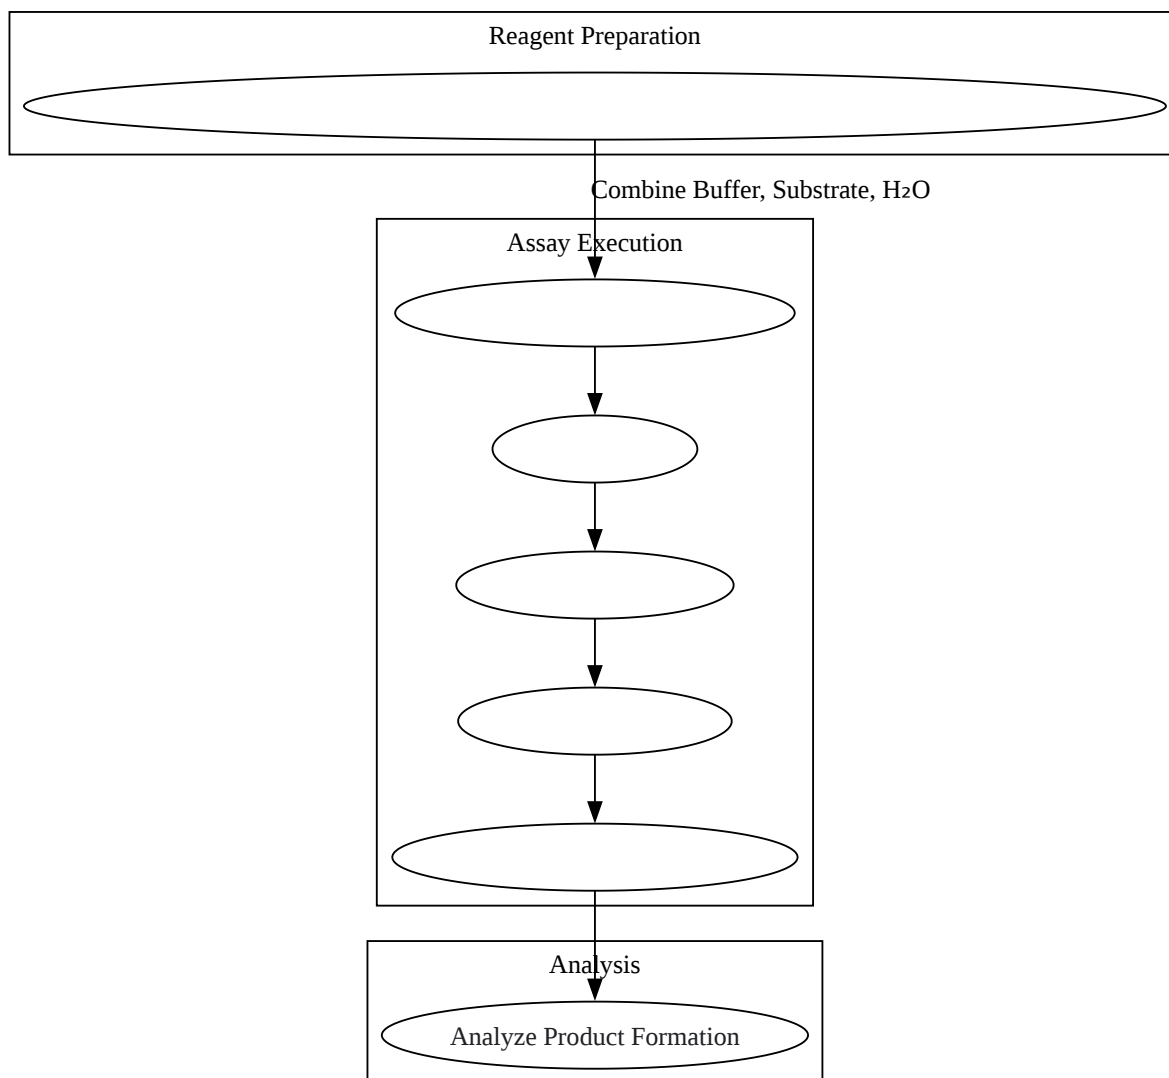 Reagent Preparation
Combine Buffer, Substrate, H₂O
Assay Execution
Analysis
Analyze Product Formation